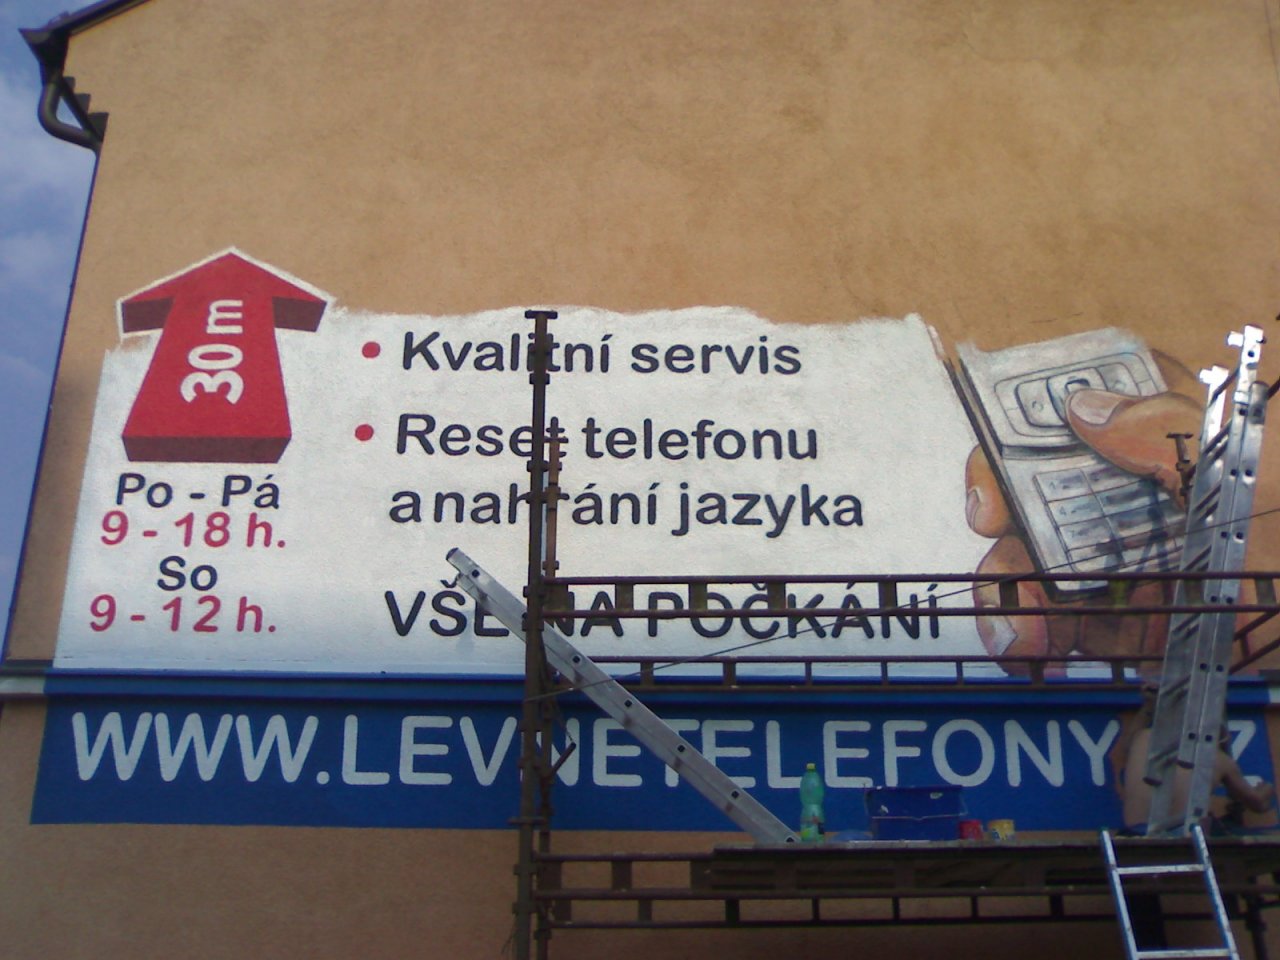 30 m
Po - Pá
9 - 18 h.
So
9 - 12 h.
• Kvalitní servis
• Reset telefonu
a nahrání jazyka
VŠE NA POČKÁNÍ
WWW.LEVNETELEFONY